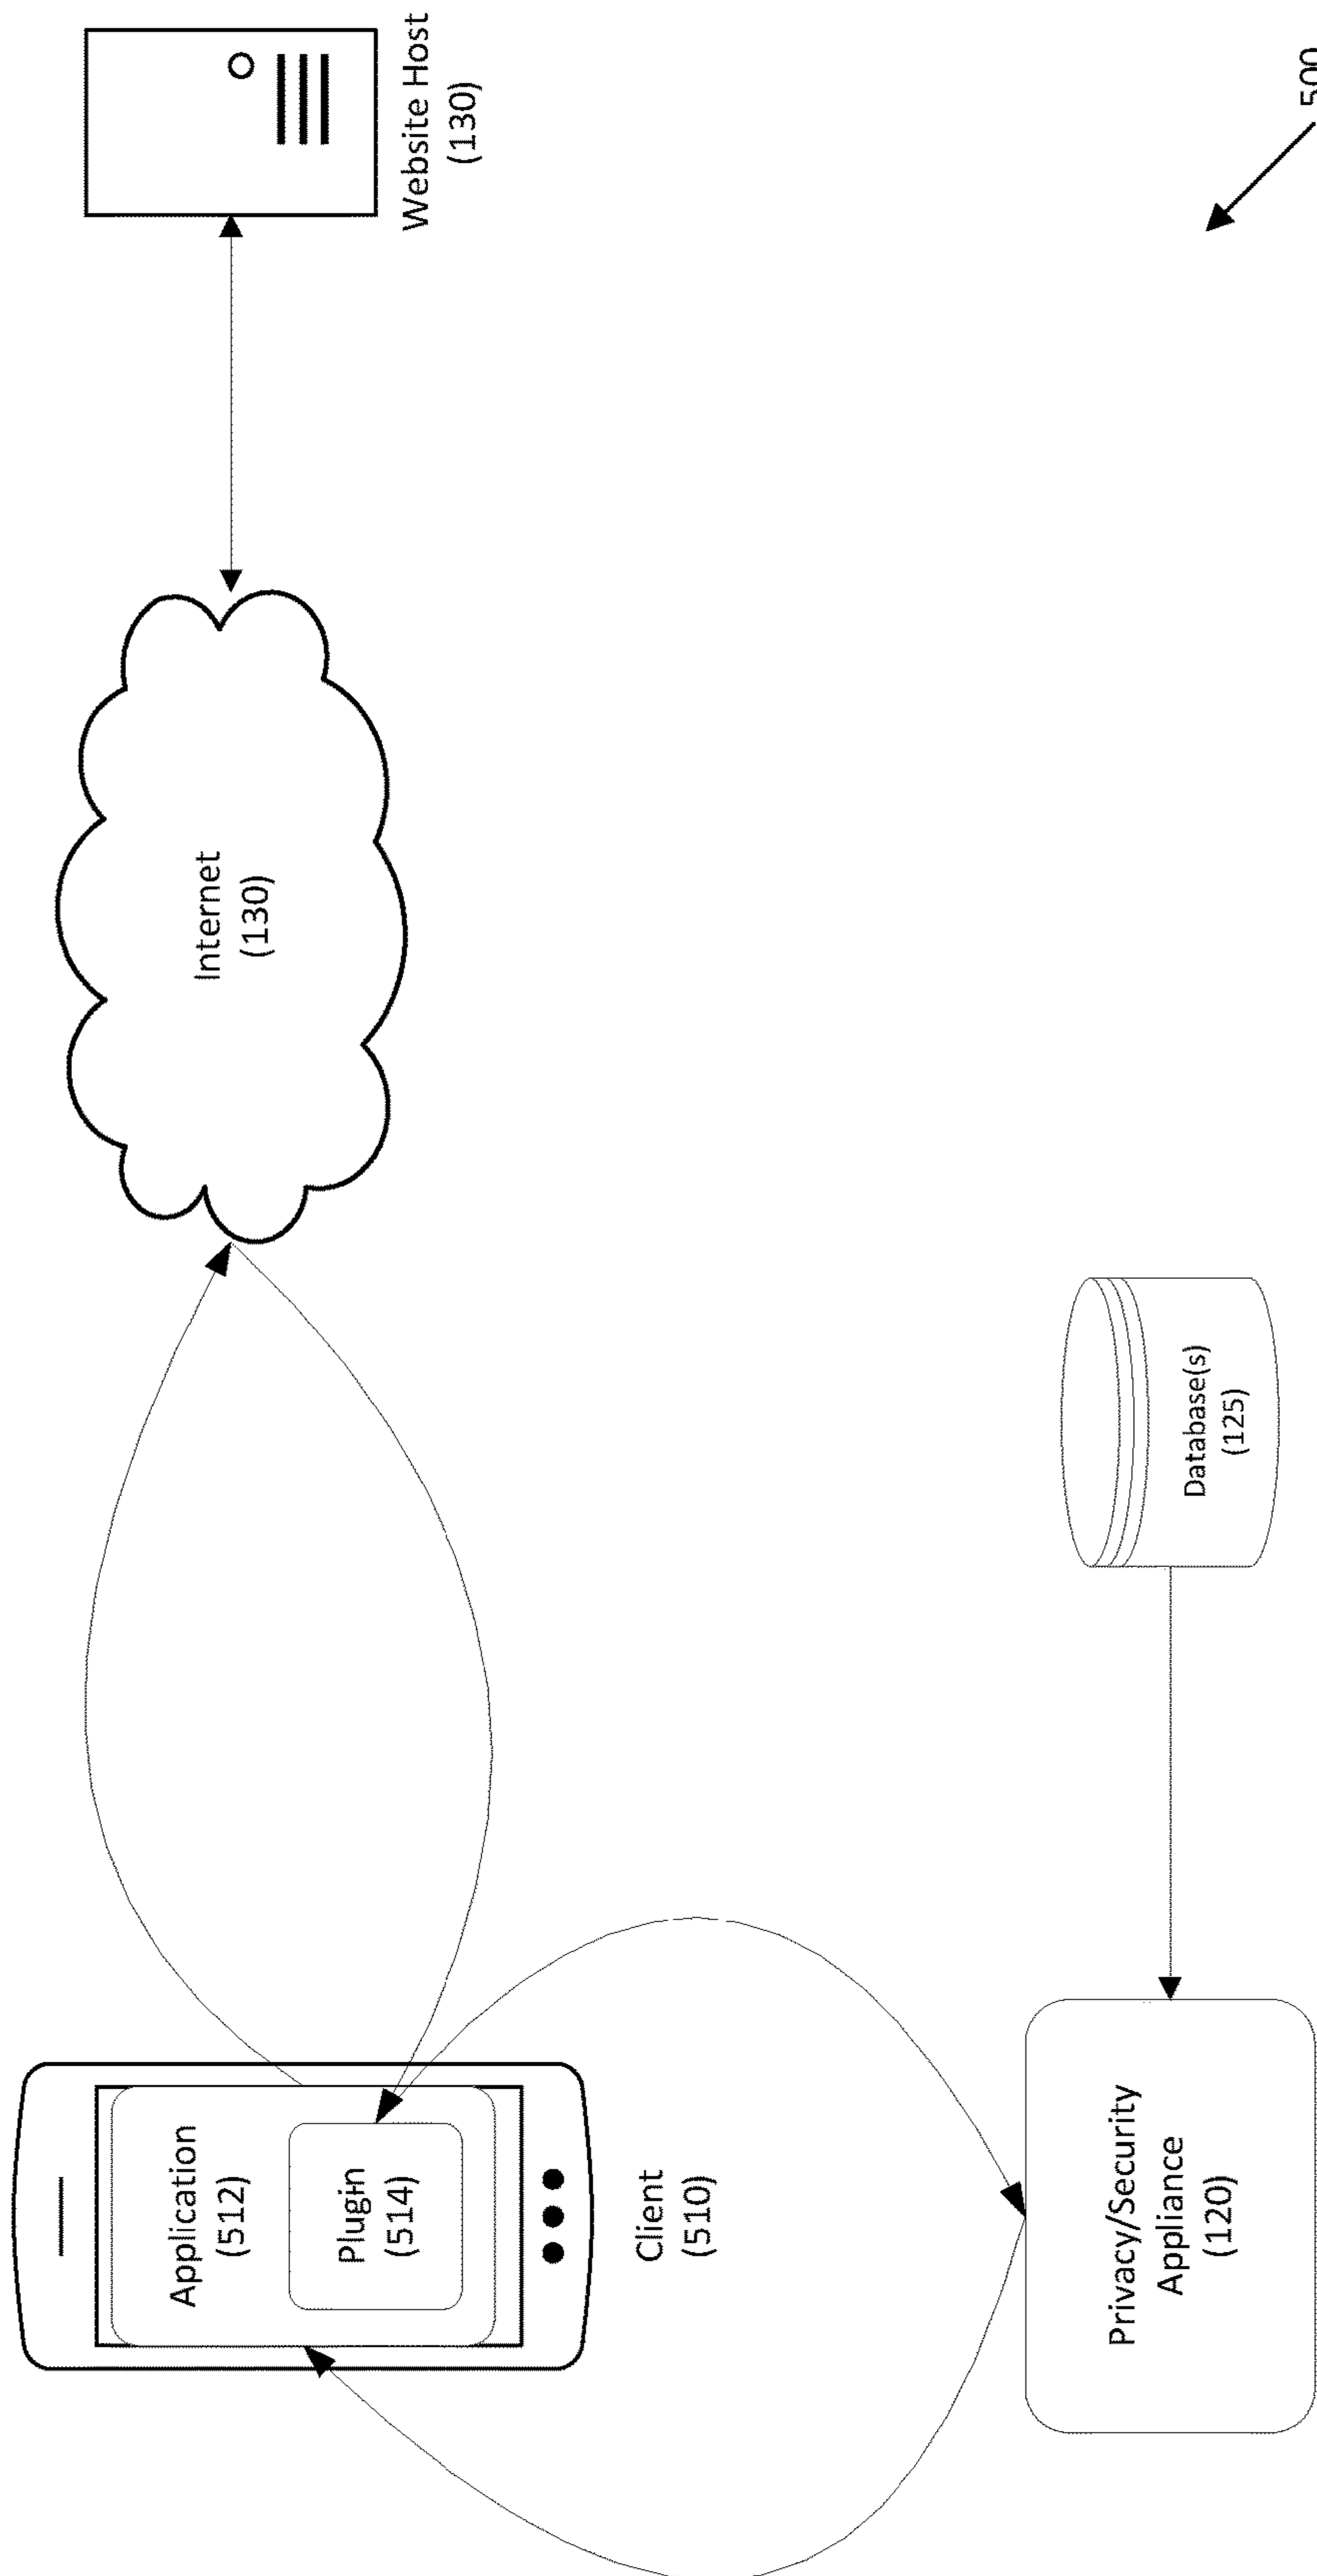 Application
(512)
Plugin
(514)
Client
(510)
Internet
(130)
Website Host
(130)
Privacy/Security
Appliance
(120)
Database(s)
(125)
500